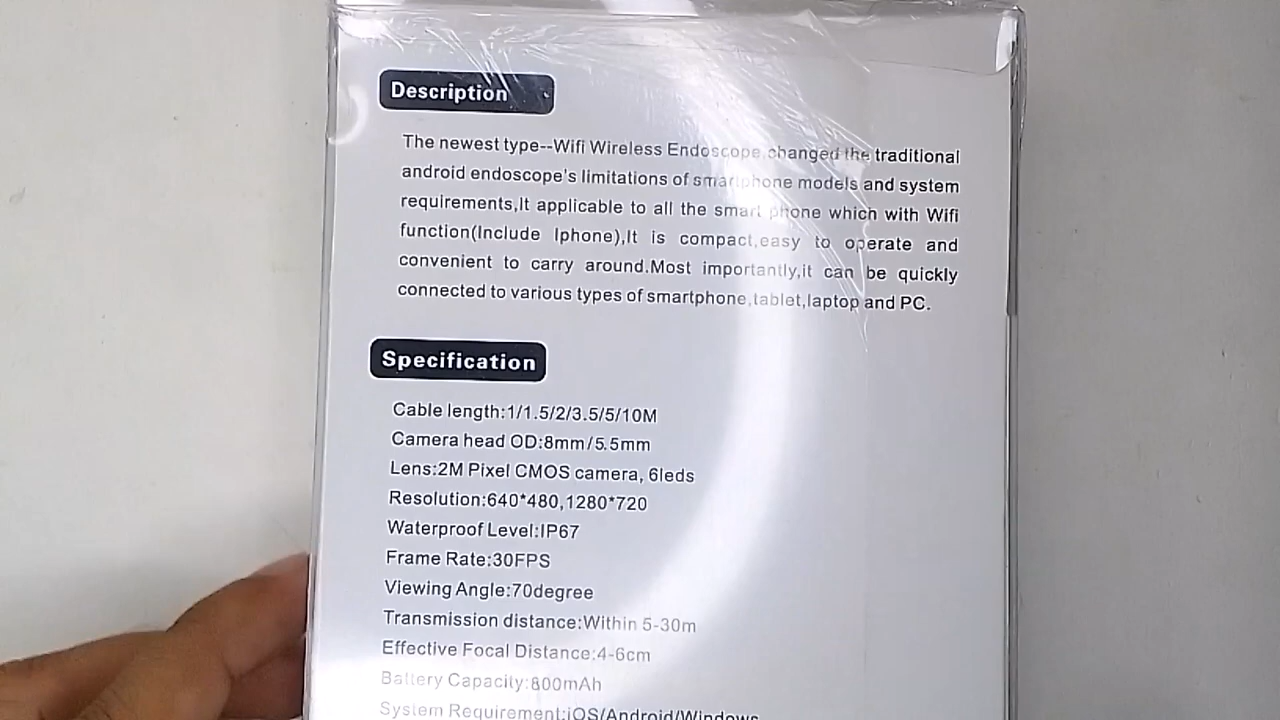 Description
The newest type--Wifi Wireless Endoscope changed the traditional
android endoscope's limitations of smartphone models and system
requirements,It applicable to all the smart phone which with Wifi
function(Include Iphone),It is compact,easy to operate and
convenient to carry around.Most importantly,it can be quickly
connected to various types of smartphone,tablet,laptop and PC.
Specification
Cable length:1/1.5/2/3.5/5/10M
Camera head OD:8mm/5.5mm
Lens:2M Pixel CMOS camera, 6leds
Resolution:640*480,1280*720
Waterproof Level:IP67
Frame Rate:30FPS
Viewing Angle:70degree
Transmission distance:Within 5-30m
Effective Focal Distance:4-6cm
Battery Capacity:800mAh
System Requirement:iOS/Android/Windows